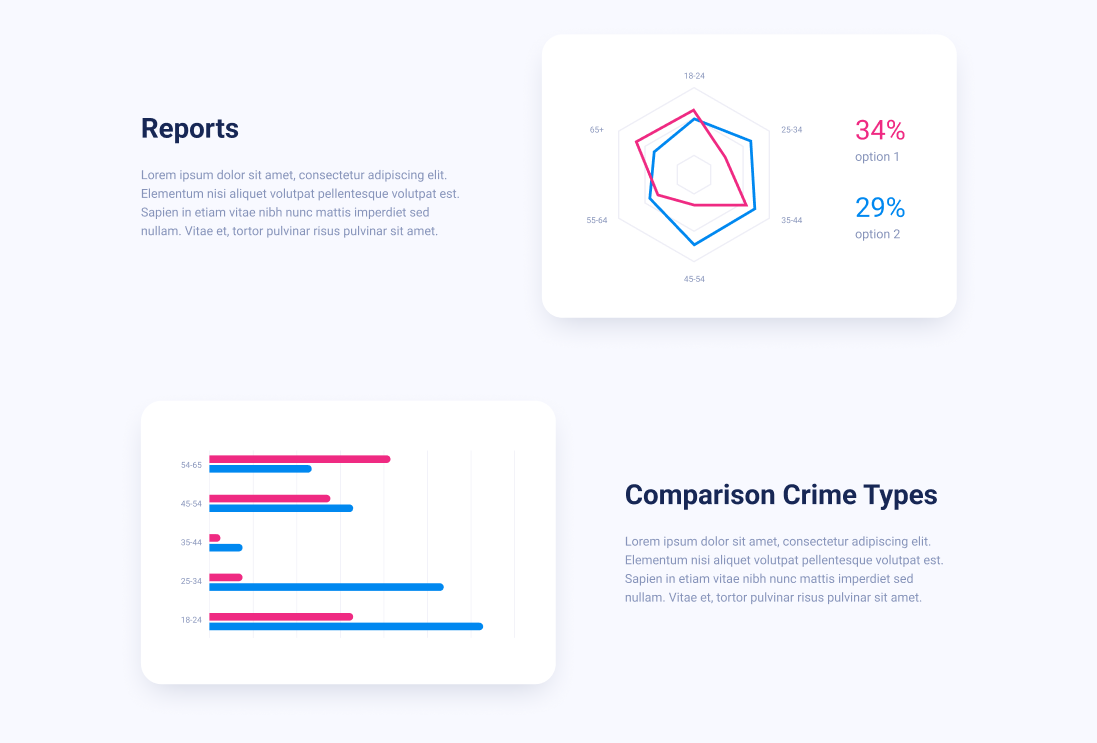 Reports
Lorem ipsum dolor sit amet, consectetur adipiscing elit.
Elementum nisi aliquet volutpat pellentesque volutpat est.
Sapien in etiam vitae nibh nunc mattis imperdiet sed
nullam. Vitae et, tortor pulvinar risus pulvinar sit amet.
18-24
65+
25-34
55-64
35-44
45-54
34%
option 1
29%
option 2
54-65
45-54
35-44
25-34
18-24
Comparison Crime Types
Lorem ipsum dolor sit amet, consectetur adipiscing elit.
Elementum nisi aliquet volutpat pellentesque volutpat est.
Sapien in etiam vitae nibh nunc mattis imperdiet sed
nullam. Vitae et, tortor pulvinar risus pulvinar sit amet.